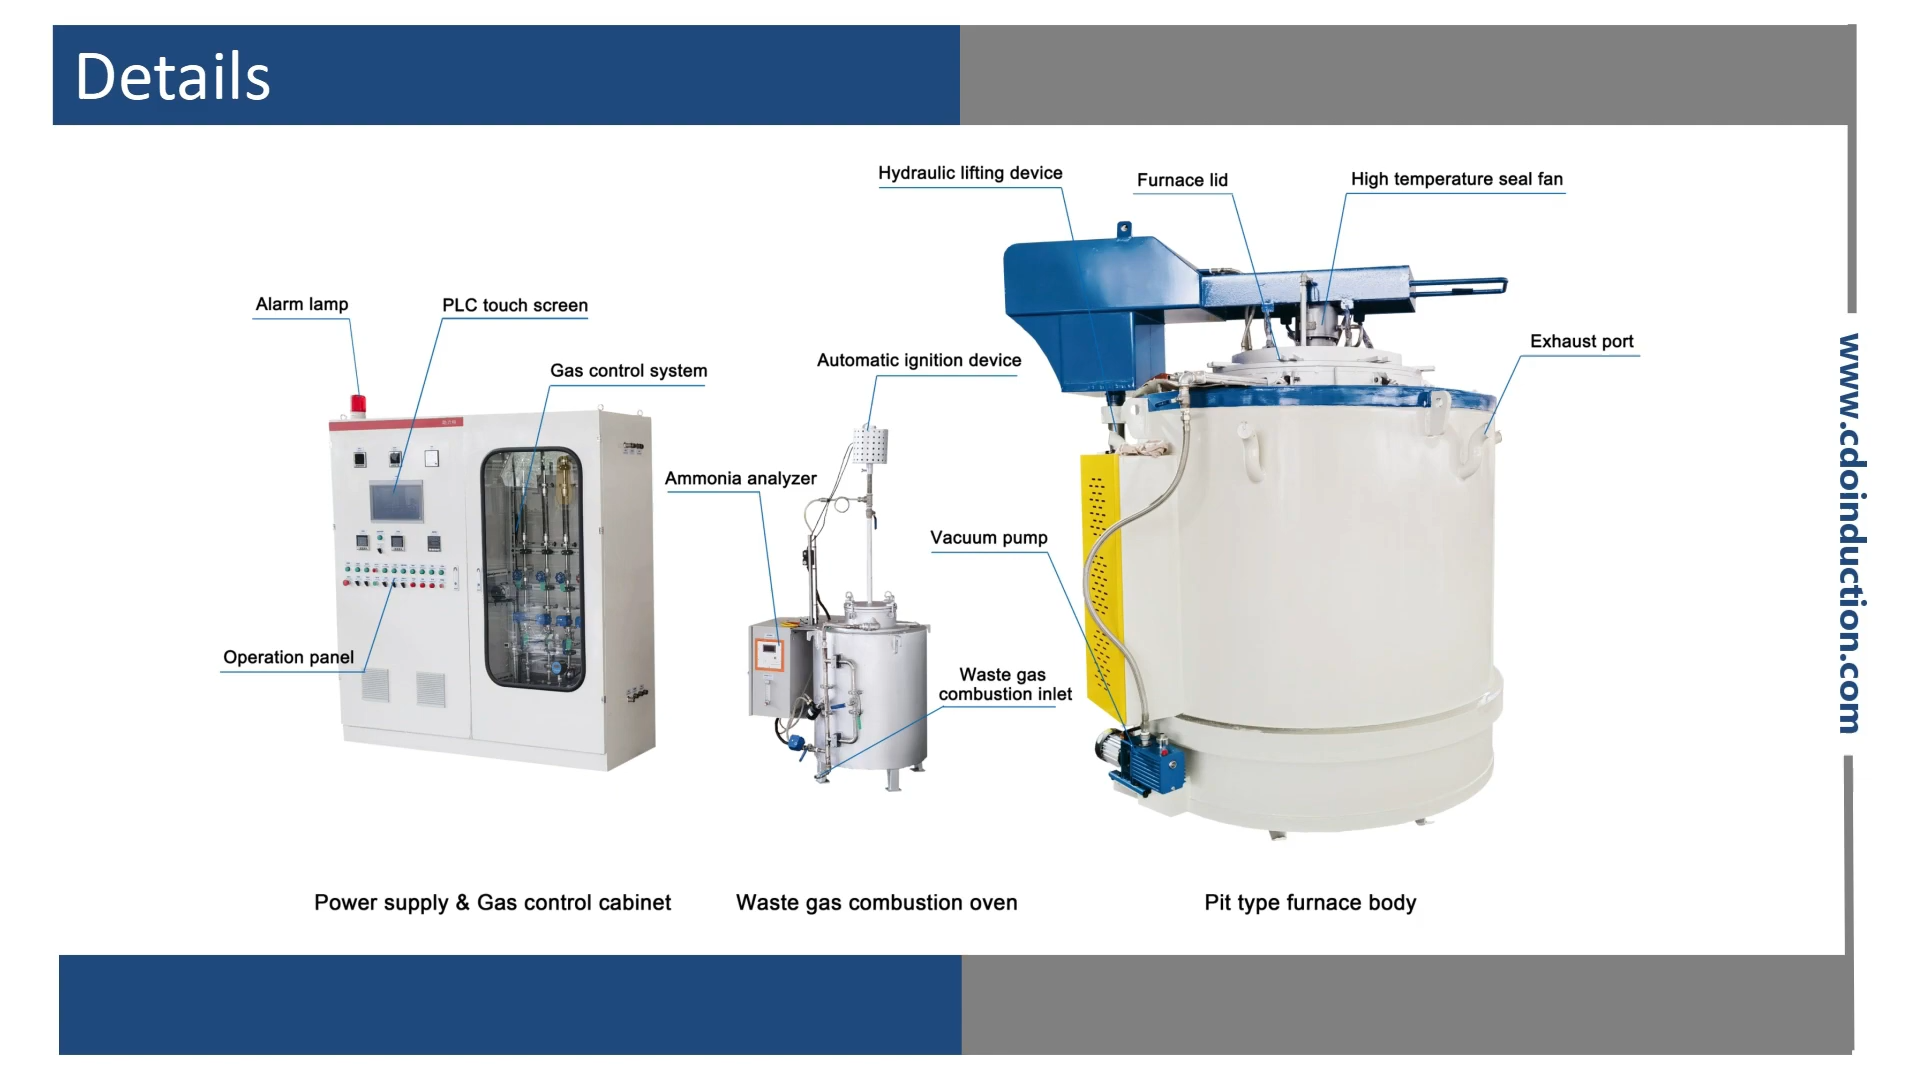 Details
Hydraulic lifting device
Furnace lid
High temperature seal fan
Alarm lamp
PLC touch screen
Exhaust port
Gas control system
Automatic ignition device
Ammonia analyzer
Vacuum pump
Operation panel
Waste gas
combustion inlet
Power supply & Gas control cabinet
Waste gas combustion oven
Pit type furnace body
www.cdoinduction.com